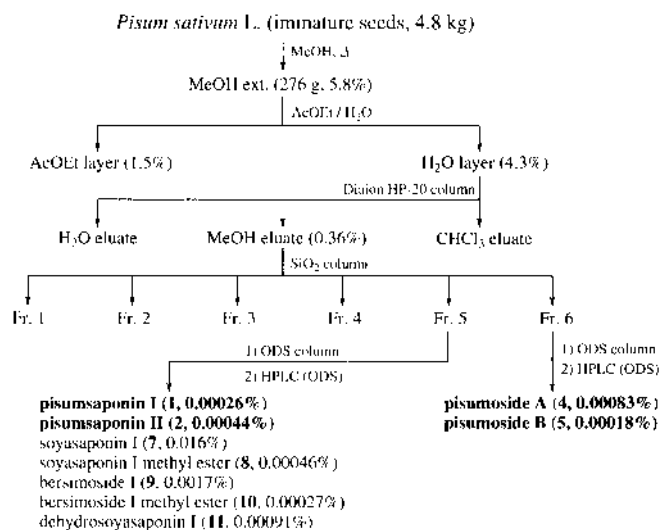 Pisum sativum L. (immature seeds, 4.8 kg)
MeOH, Δ
MeOH ext. (276 g, 5.8%)
AcOEt / H₂O
AcOEt layer (1.5%)
H₂O layer (4.3%)
Diaion HP-20 column
H₂O eluate
MeOH eluate (0.36%)
CHCl₃ eluate
SiO₂ column
Fr. 1
Fr. 2
Fr. 3
Fr. 4
Fr. 5
Fr. 6
1) ODS column
2) HPLC (ODS)
1) ODS column
2) HPLC (ODS)
pisumsaponin I (1, 0.00026%)
pisumsaponin II (2, 0.00044%)
soyasaponin I (7, 0.016%)
soyasaponin I methyl ester (8, 0.00046%)
bersimoside I (9, 0.0017%)
bersimoside I methyl ester (10, 0.00027%)
dehydrosoyasaponin I (11, 0.00091%)
pisumoside A (4, 0.00083%)
pisumoside B (5, 0.00018%)